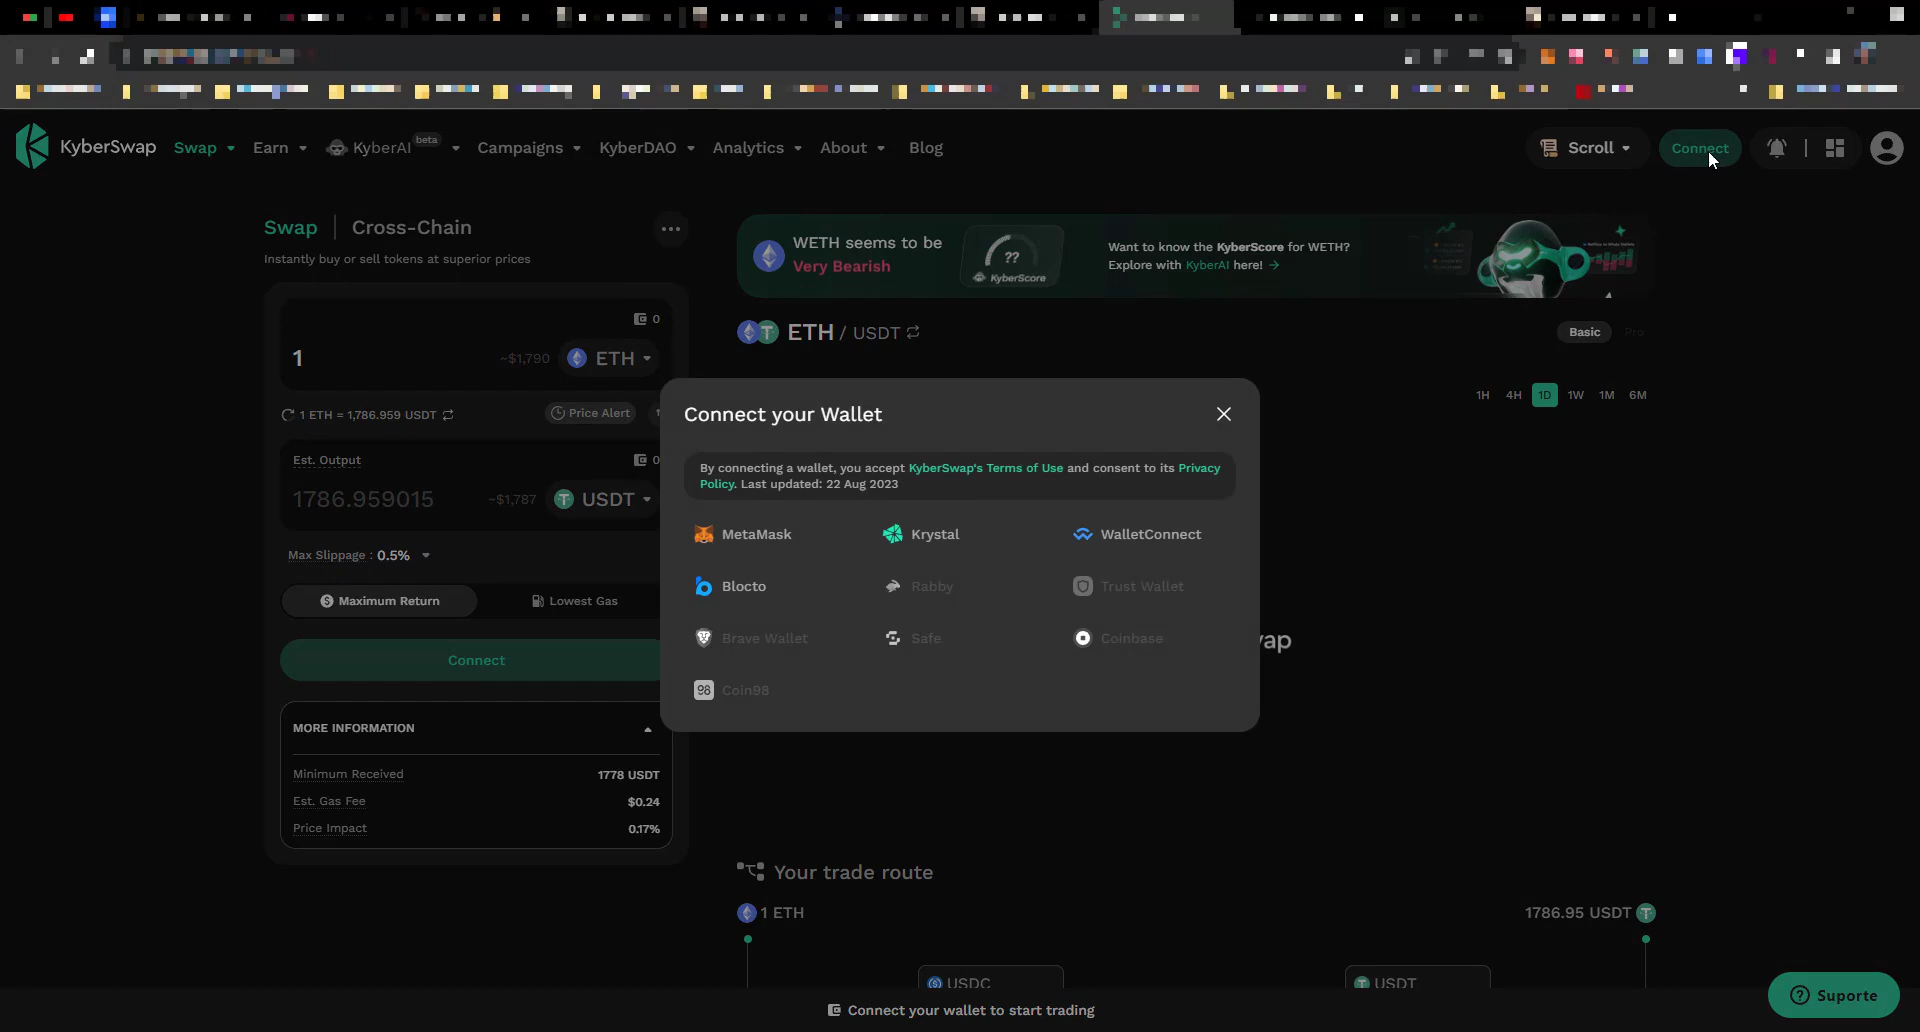 KyberSwap Swap Earn KyberAI beta Campaigns KyberDAO Analytics About Blog Scroll Connect
Swap | Cross-Chain
Instantly buy or sell tokens at superior prices
0
1 ~$1,790 ETH
1 ETH = 1,786.959 USDT Price Alert
Est. Output 0
1786.959015 ~$1,787 USDT
Max Slippage : 0.5%
Maximum Return Lowest Gas
Connect
MORE INFORMATION
Minimum Received 1778 USDT
Est. Gas Fee $0.24
Price Impact 0.17%
WETH seems to be
Very Bearish
??
KyberScore
Want to know the KyberScore for WETH?
Explore with KyberAI here! →
ETH / USDT
Basic Pro
1H 4H 1D 1W 1M 6M
Connect your Wallet
By connecting a wallet, you accept KyberSwap's Terms of Use and consent to its Privacy
Policy. Last updated: 22 Aug 2023
MetaMask Krystal WalletConnect
Blocto Rabby Trust Wallet
Brave Wallet Safe Coinbase
98 Coin98
Your trade route
1 ETH 1786.95 USDT
USDC USDT
Connect your wallet to start trading
Suporte